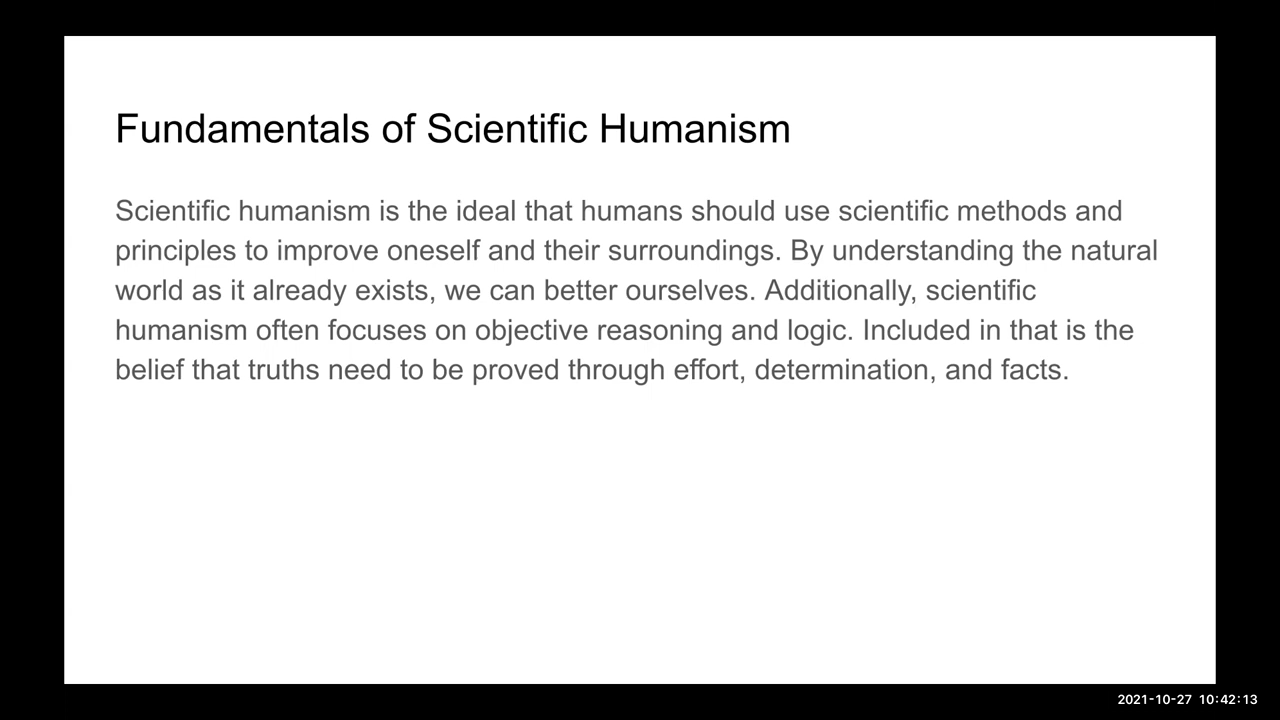 Fundamentals of Scientific Humanism
Scientific humanism is the ideal that humans should use scientific methods and
principles to improve oneself and their surroundings. By understanding the natural
world as it already exists, we can better ourselves. Additionally, scientific
humanism often focuses on objective reasoning and logic. Included in that is the
belief that truths need to be proved through effort, determination, and facts.
2021-10-27 10:42:13